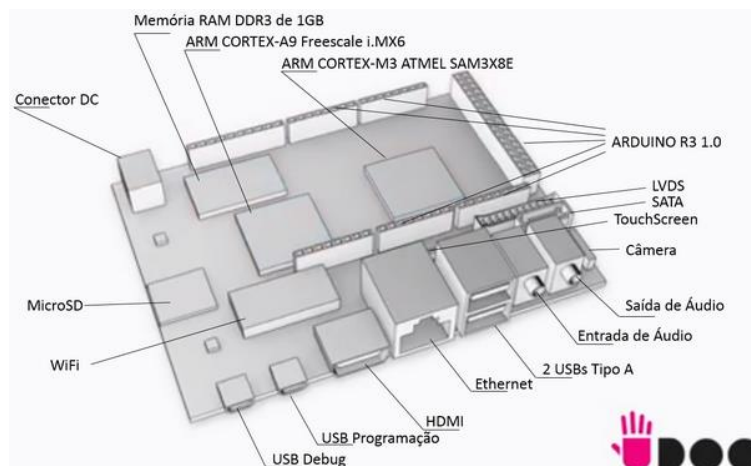 Memória RAM DDR3 de 1GB
ARM CORTEX-A9 Freescale i.MX6
ARM CORTEX-M3 ATMEL SAM3X8E
Conector DC
ARDUINO R3 1.0
LVDS
SATA
TouchScreen
Câmera
MicroSD
Saída de Áudio
Entrada de Áudio
WiFi
2 USBs Tipo A
Ethernet
HDMI
USB Programação
USB Debug